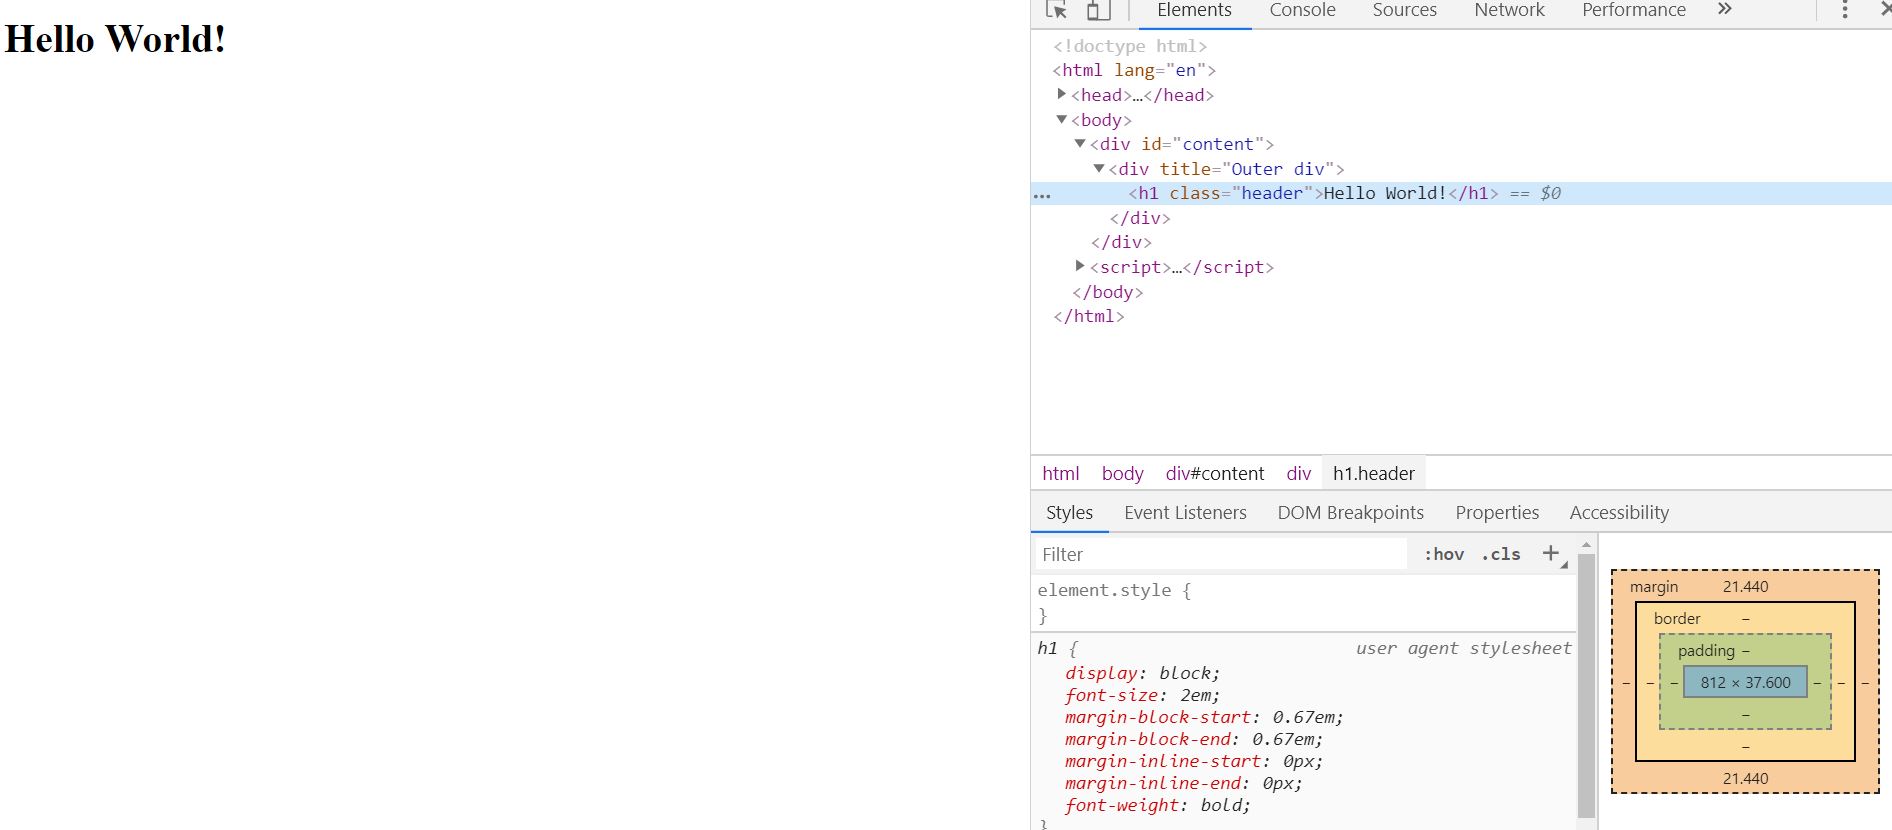 Hello World!
Elements Console Sources Network Performance »
<!doctype html>
<html lang="en">
<head>…</head>
<body>
<div id="content">
<div title="Outer div">
… <h1 class="header">Hello World!</h1> == $0
</div>
</div>
<script>…</script>
</body>
</html>
html body div#content div h1.header
Styles Event Listeners DOM Breakpoints Properties Accessibility
Filter :hov .cls +
element.style {
}
h1 { user agent stylesheet
display: block;
font-size: 2em;
margin-block-start: 0.67em;
margin-block-end: 0.67em;
margin-inline-start: 0px;
margin-inline-end: 0px;
font-weight: bold;
}
margin 21.440
border –
padding –
– – – 812 × 37.600 – – –
–
–
21.440